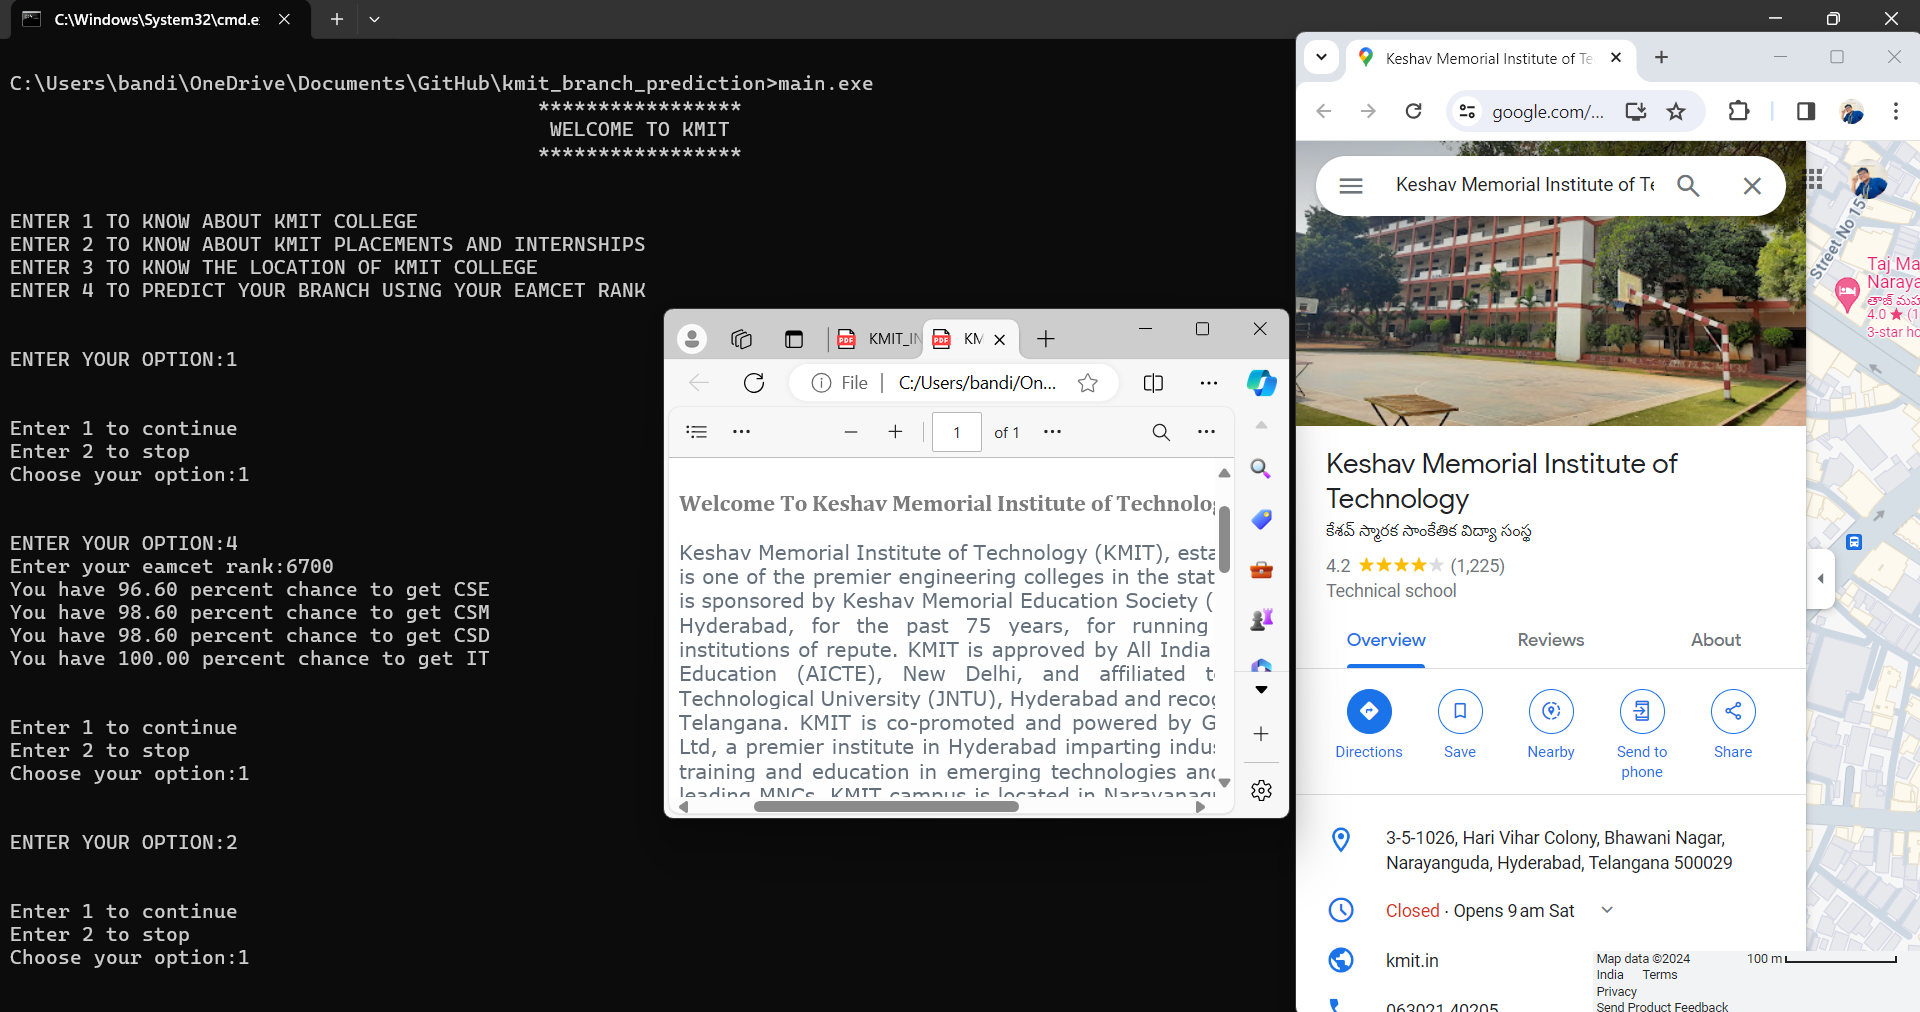 C:\Windows\System32\cmd.e
C:\Users\bandi\OneDrive\Documents\GitHub\kmit_branch_prediction>main.exe
*****************
WELCOME TO KMIT
*****************
ENTER 1 TO KNOW ABOUT KMIT COLLEGE
ENTER 2 TO KNOW ABOUT KMIT PLACEMENTS AND INTERNSHIPS
ENTER 3 TO KNOW THE LOCATION OF KMIT COLLEGE
ENTER 4 TO PREDICT YOUR BRANCH USING YOUR EAMCET RANK
ENTER YOUR OPTION:1
Enter 1 to continue
Enter 2 to stop
Choose your option:1
ENTER YOUR OPTION:4
Enter your eamcet rank:6700
You have 96.60 percent chance to get CSE
You have 98.60 percent chance to get CSM
You have 98.60 percent chance to get CSD
You have 100.00 percent chance to get IT
Enter 1 to continue
Enter 2 to stop
Choose your option:1
ENTER YOUR OPTION:2
Enter 1 to continue
Enter 2 to stop
Choose your option:1
PDF KMIT_IN PDF KM
File C:/Users/bandi/On...
1 of 1
Welcome To Keshav Memorial Institute of Technolo
Keshav Memorial Institute of Technology (KMIT), esta
is one of the premier engineering colleges in the stat
is sponsored by Keshav Memorial Education Society (
Hyderabad, for the past 75 years, for running
institutions of repute. KMIT is approved by All India
Education (AICTE), New Delhi, and affiliated t
Technological University (JNTU), Hyderabad and recog
Telangana. KMIT is co-promoted and powered by G
Ltd, a premier institute in Hyderabad imparting indus
training and education in emerging technologies and
leading MNCs. KMIT campus is located in Narayanagu
Keshav Memorial Institute of Te
google.com/...
Keshav Memorial Institute of Te
Keshav Memorial Institute of
Technology
కేశవ్ స్మారక సాంకేతిక విద్యా సంస్థ
4.2 (1,225)
Technical school
Overview Reviews About
Directions Save Nearby Send to phone Share
3-5-1026, Hari Vihar Colony, Bhawani Nagar,
Narayanguda, Hyderabad, Telangana 500029
Closed · Opens 9 am Sat
kmit.in
063021 40205
Street No 15
Taj Ma
Naraya
తాజ్ మహ
4.0 ★ (1
3-star ho
Map data ©2024 100 m
India Terms
Privacy
Send Product Feedback